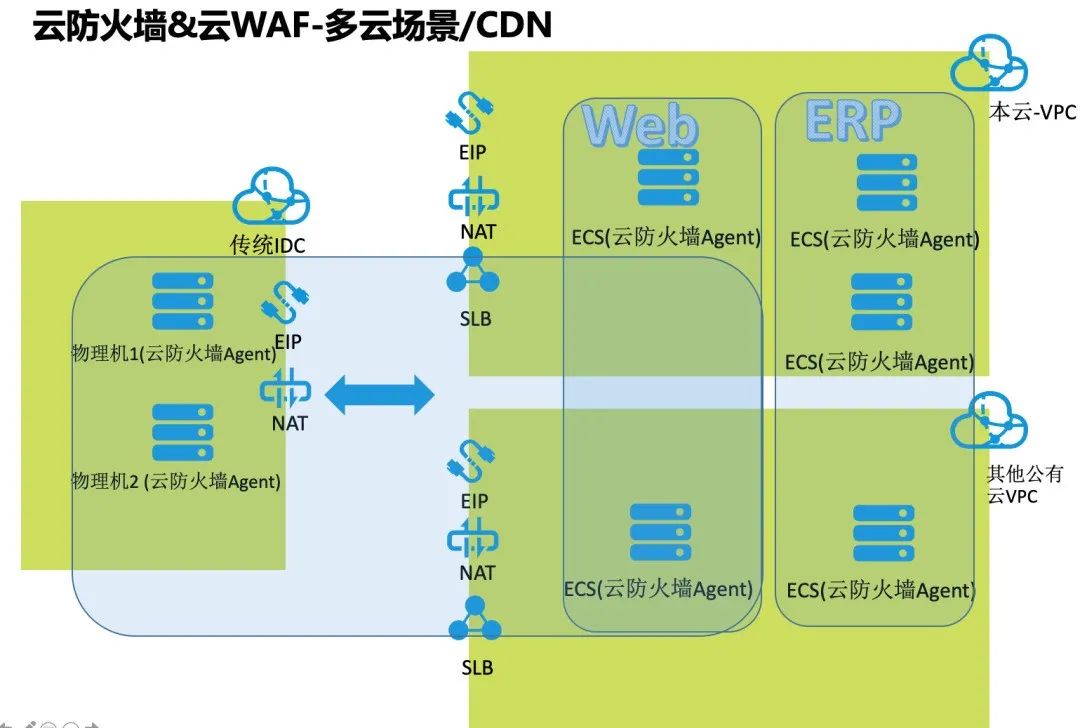 云防火墙&云WAF-多云场景/CDN
本云-VPC
EIP
Web
ERP
NAT
ECS(云防火墙Agent)
ECS(云防火墙Agent)
传统IDC
SLB
EIP
物理机1(云防火墙Agent)
ECS(云防火墙Agent)
NAT
物理机2 (云防火墙Agent)
其他公有
云VPC
EIP
NAT
ECS(云防火墙Agent)
ECS(云防火墙Agent)
SLB